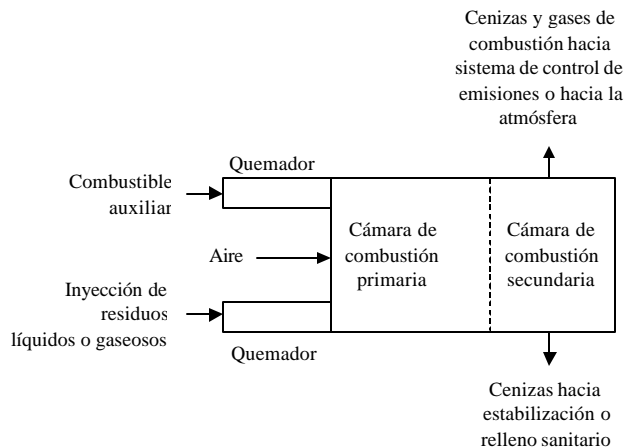 Cenizas y gases de
combustión hacia
sistema de control de
emisiones o hacia la
atmósfera
Quemador
Combustible
auxiliar
Aire
Cámara de
combustión
primaria
Cámara de
combustión
secundaria
Inyección de
residuos
líquidos o gaseosos
Quemador
Cenizas hacia
estabilización o
relleno sanitario